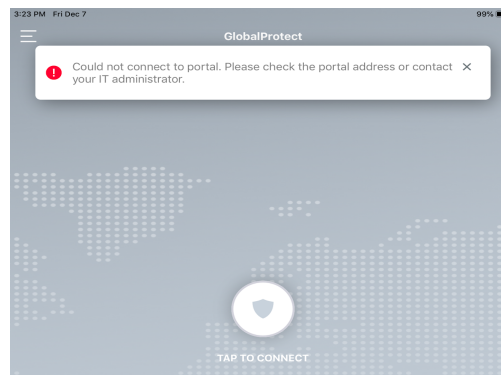 3:23 PM Fri Dec 7 99%
GlobalProtect
Could not connect to portal. Please check the portal address or contact
your IT administrator.
TAP TO CONNECT